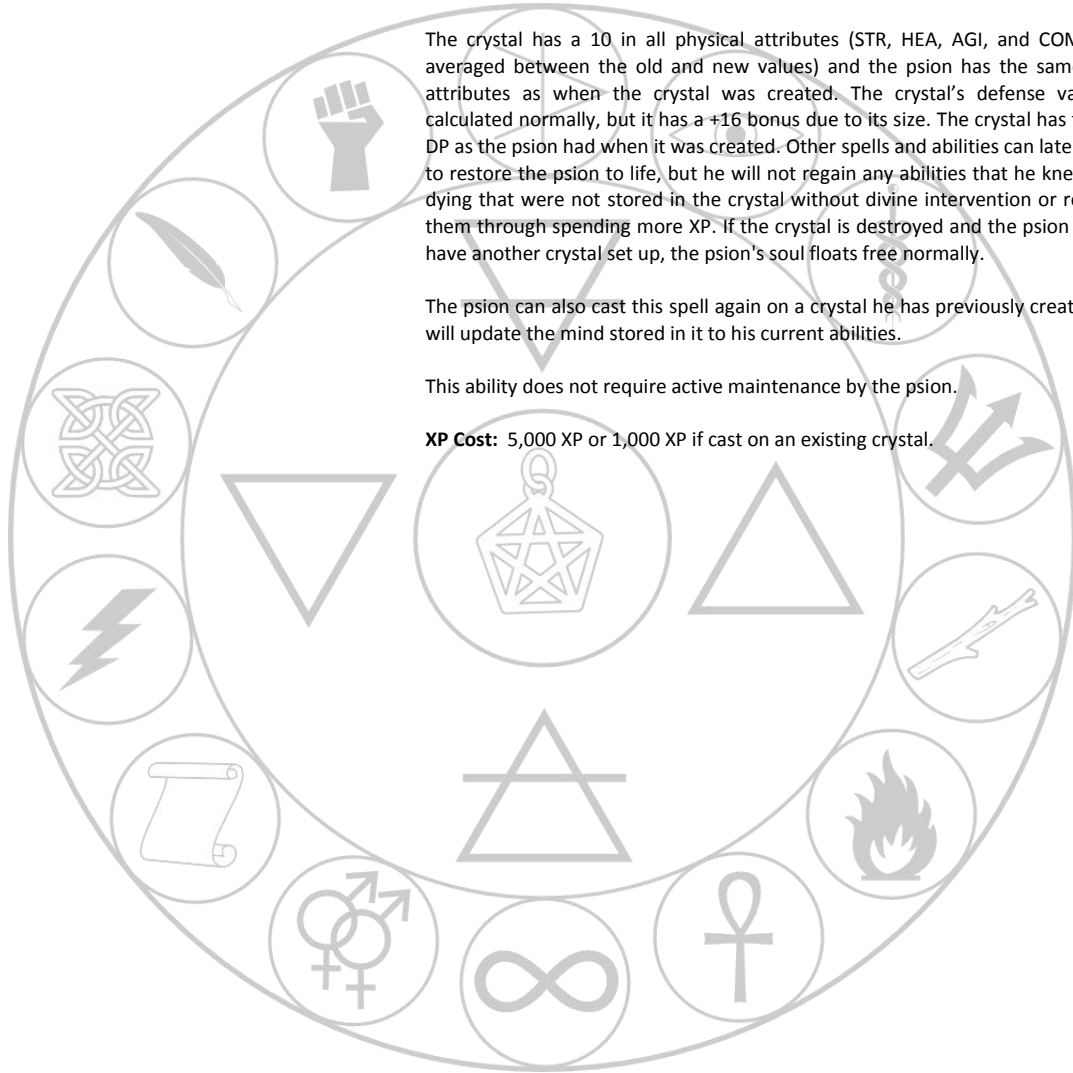 The crystal has a 10 in all physical attributes (STR, HEA, AGI, and COM
averaged between the old and new values) and the psion has the same
attributes as when the crystal was created. The crystal's defense
calculated normally, but it has a +16 bonus due to its size. The crystal has
DP as the psion had when it was created. Other spells and abilities can late
to restore the psion to life, but he will not regain any abilities that he knew
dying that were not stored in the crystal without divine intervention or
them through spending more XP. If the crystal is destroyed and the psion
have another crystal set up, the psion's soul floats free normally.
The psion can also cast this spell again on a crystal he has previously
will update the mind stored in it to his current abilities.
This ability does not require active maintenance by the psion.
XP Cost: 5,000 XP or 1,000 XP if cast on an existing crystal.